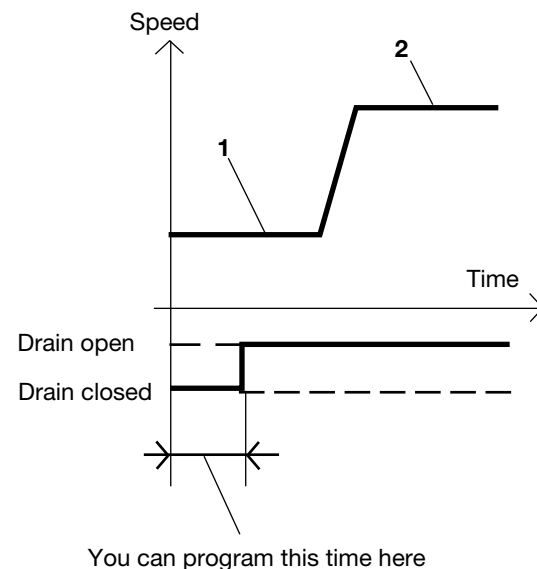 Speed
2
1
Time
Drain open
Drain closed
You can program this time here